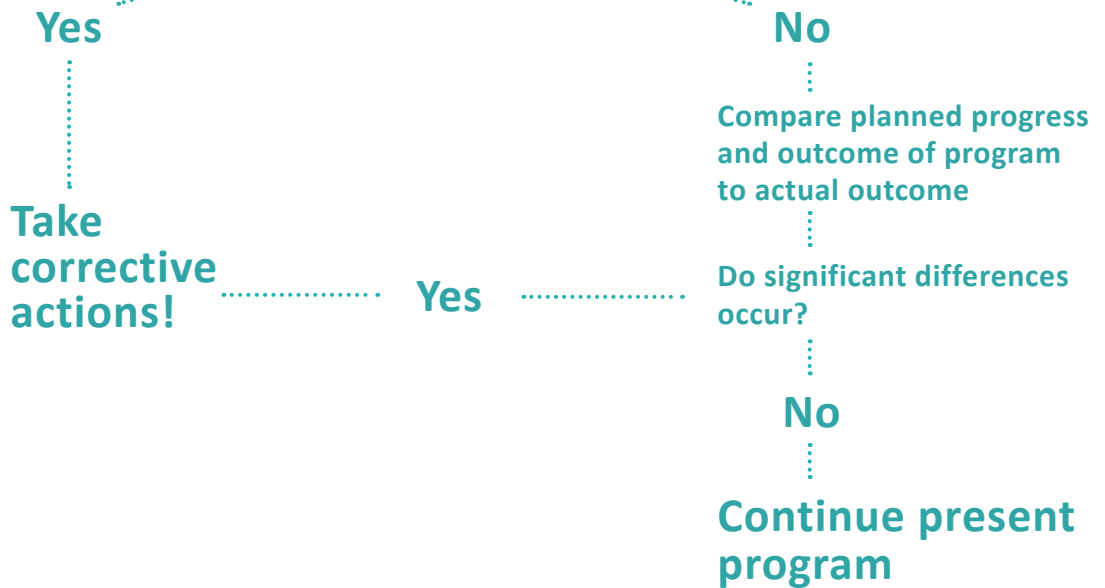 Yes
No
Compare planned progress
and outcome of program
to actual outcome
Take
corrective
actions!
Yes
Do significant differences
occur?
No
Continue present
program